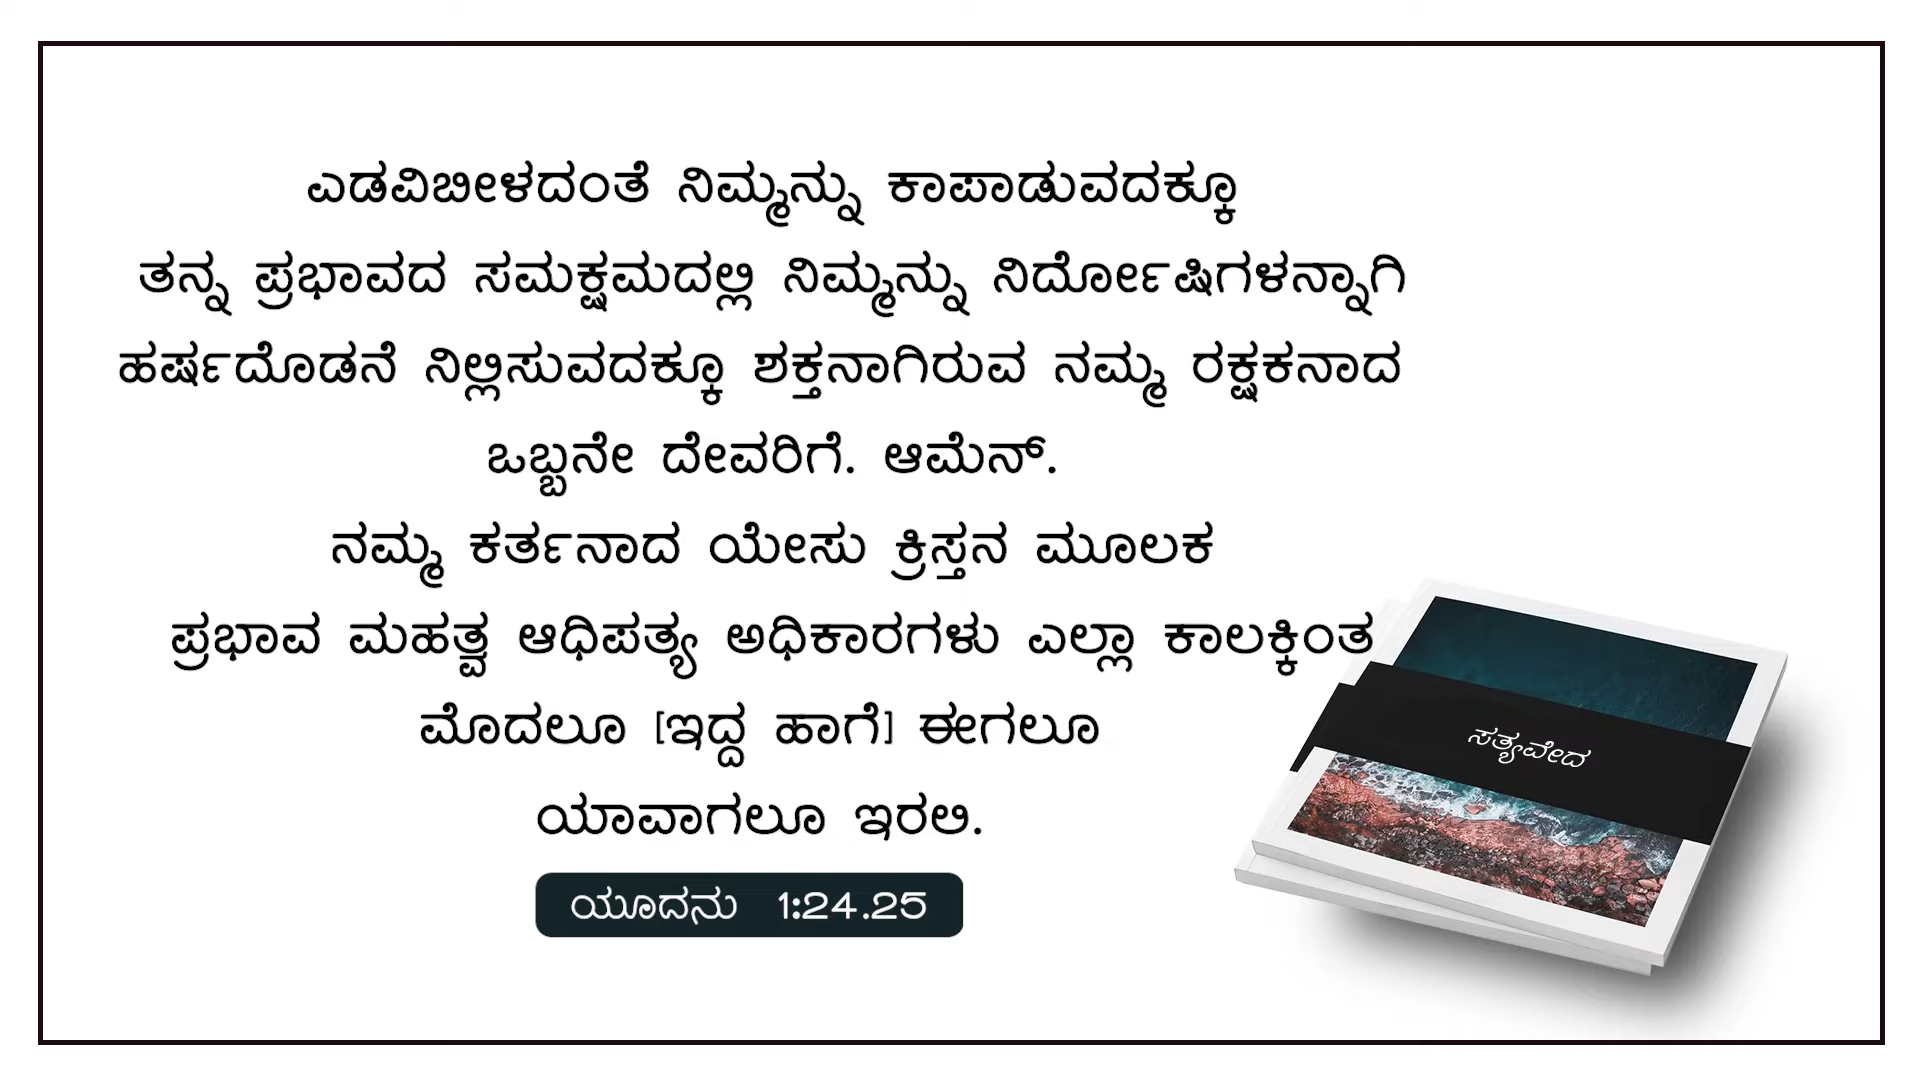 ಎಡವಿಬೀಳದಂತೆ ನಿಮ್ಮನ್ನು ಕಾಪಾಡುವದಕ್ಕೂ
ತನ್ನ ಪ್ರಭಾವದ ಸಮಕ್ಷಮದಲ್ಲಿ ನಿಮ್ಮನ್ನು ನಿರ್ದೋಷಿಗಳನ್ನಾಗಿ
ಹರ್ಷದೊಡನೆ ನಿಲ್ಲಿಸುವದಕ್ಕೂ ಶಕ್ತನಾಗಿರುವ ನಮ್ಮ ರಕ್ಷಕನಾದ
ಒಬ್ಬನೇ ದೇವರಿಗೆ. ಆಮೆನ್.
ನಮ್ಮ ಕರ್ತನಾದ ಯೇಸು ಕ್ರಿಸ್ತನ ಮೂಲಕ
ಪ್ರಭಾವ ಮಹತ್ವ ಆಧಿಪತ್ಯ ಅಧಿಕಾರಗಳು ಎಲ್ಲಾ ಕಾಲಕ್ಕಿಂತ
ಮೊದಲೂ [ಇದ್ದ ಹಾಗೆ] ಈಗಲೂ
ಯಾವಾಗಲೂ ಇರಲಿ.
ಯೂದನು 1:24.25
ಸತ್ಯವೇದ